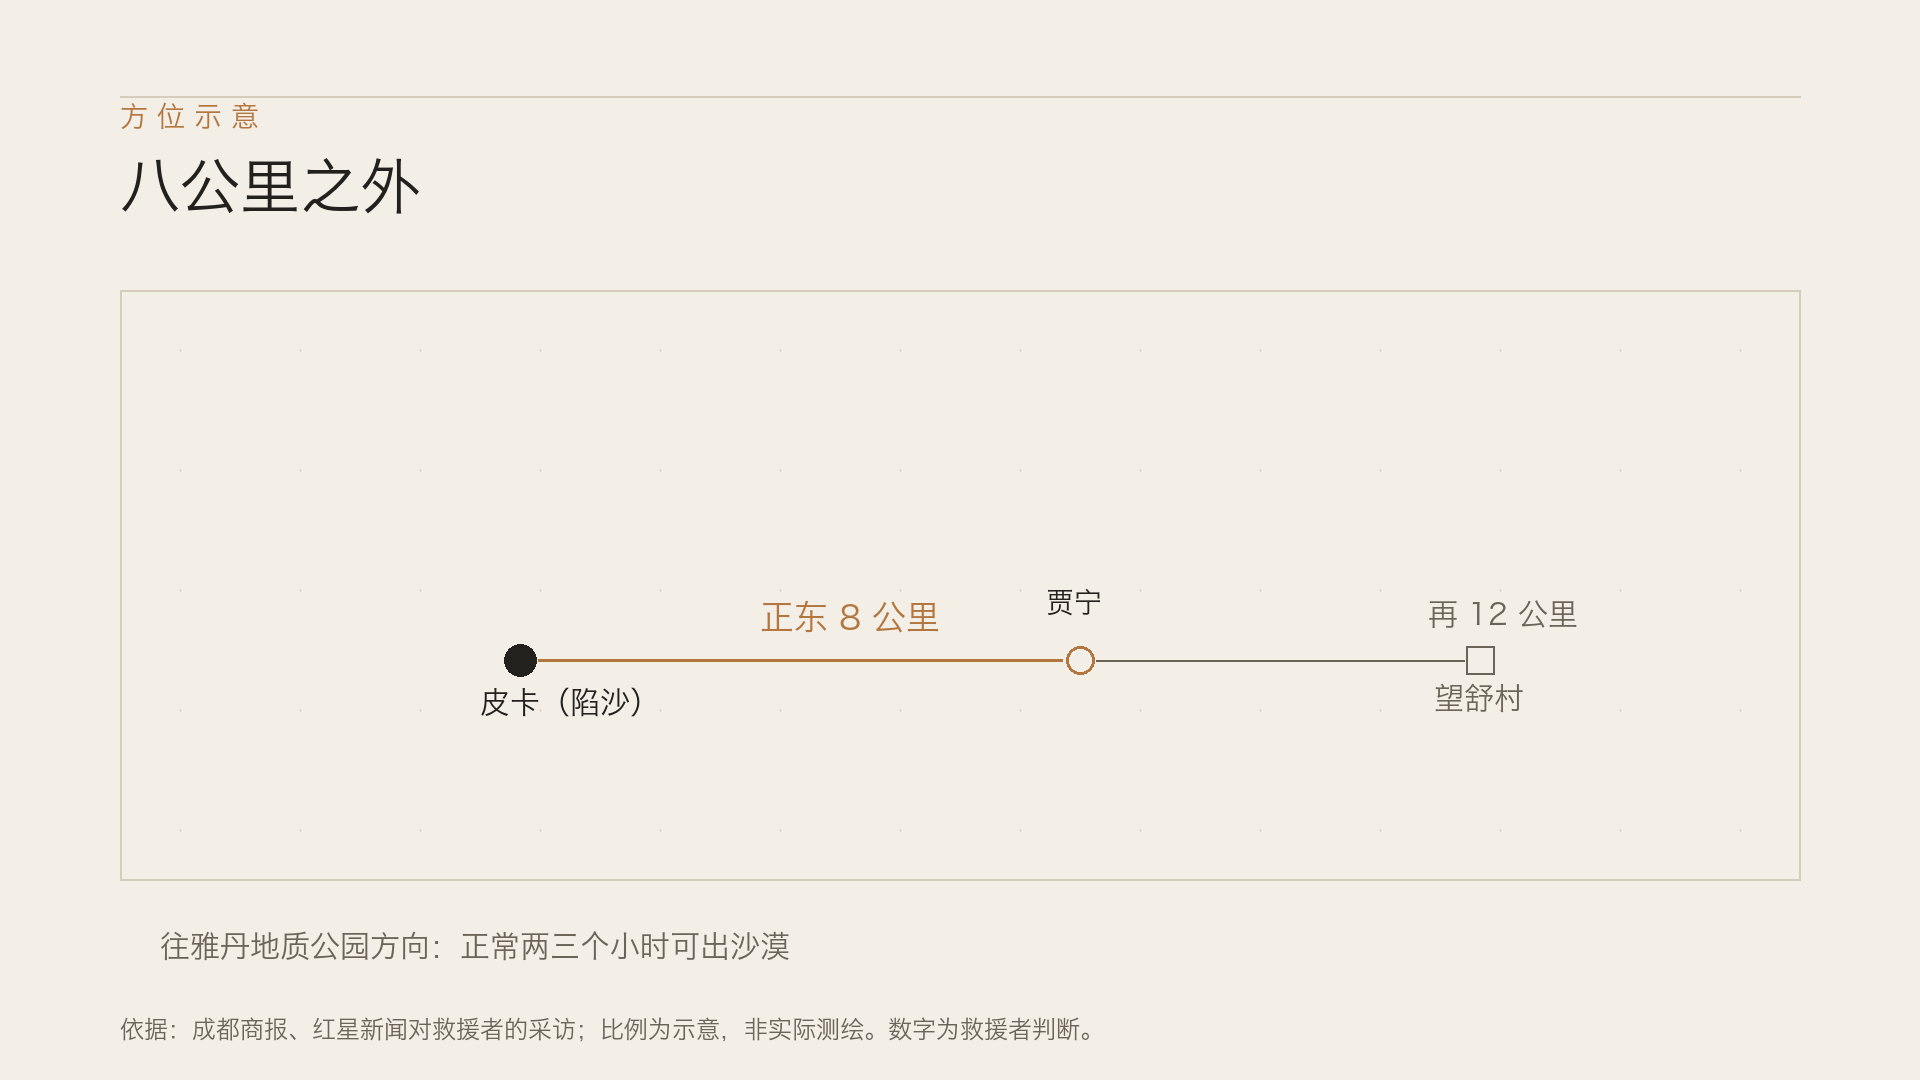 方位示意
八公里之外
正东 8 公里
贾宁
再 12 公里
皮卡（陷沙）
望舒村
往雅丹地质公园方向：正常两三个小时可出沙漠
依据：成都商报、红星新闻对救援者的采访；比例为示意，非实际测绘。数字为救援者判断。